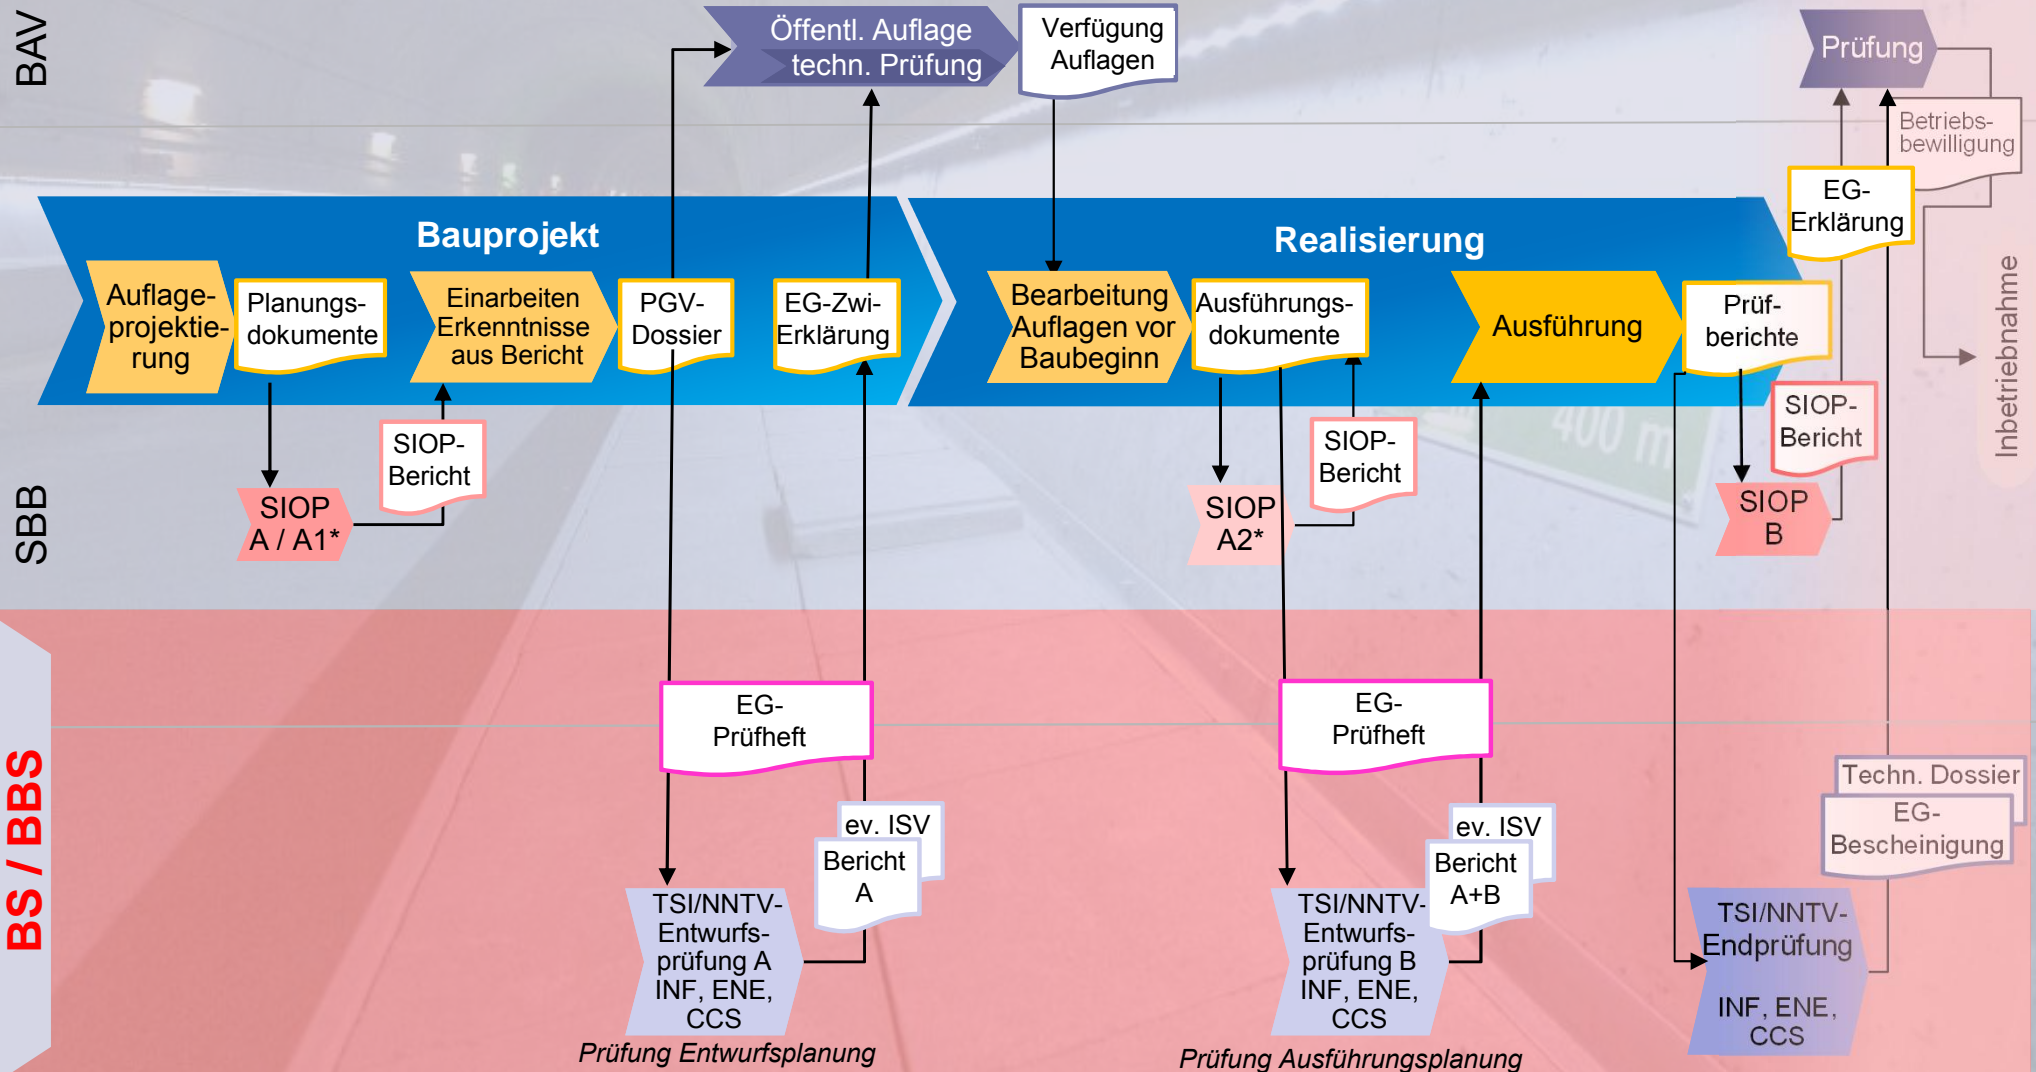 BAV
Öffentl. Auflage
techn. Prüfung
Verfügung
Auflagen
Prüfung
Betriebs-
bewilligung
EG-
Erklärung
Bauprojekt
Realisierung
Auflage-
projektie-
rung
Planungs-
dokumente
Einarbeiten
Erkenntnisse
aus Bericht
PGV-
Dossier
EG-Zwi-
Erklärung
Bearbeitung
Auflagen vor
Baubeginn
Ausführungs-
dokumente
Ausführung
Prüf-
berichte
Inbetriebnahme
SBB
SIOP-
Bericht
SIOP
A / A1*
SIOP-
Bericht
SIOP
A2*
400 m
SIOP-
Bericht
SIOP
B
BS / BBS
EG-
Prüfheft
EG-
Prüfheft
ev. ISV
Bericht
A
ev. ISV
Bericht
A+B
Techn. Dossier
EG-
Bescheinigung
TSI/NNTV-
Entwurfs-
prüfung A
INF, ENE,
CCS
Prüfung Entwurfsplanung
TSI/NNTV-
Entwurfs-
prüfung B
INF, ENE,
CCS
Prüfung Ausführungsplanung
TSI/NNTV-
Endprüfung
INF, ENE,
CCS